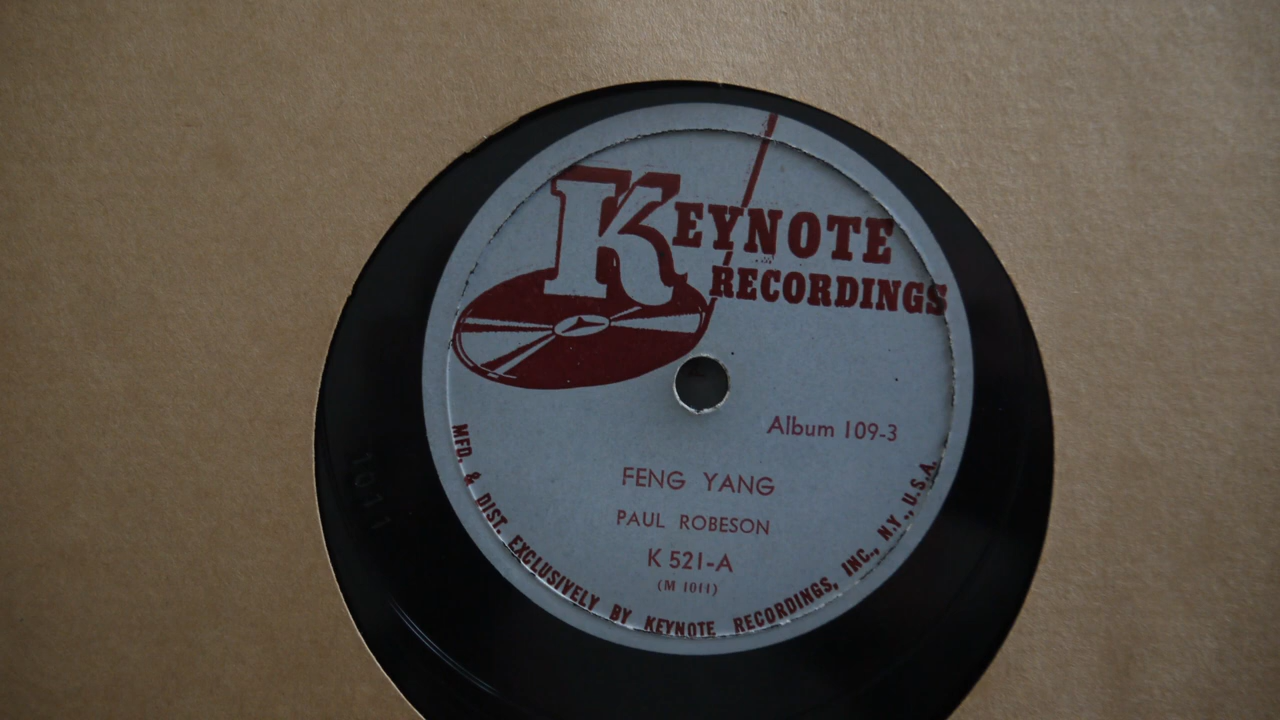 KEYNOTE
RECORDINGS
Album 109-3
FENG YANG
PAUL ROBESON
K 521-A
(M 1011)
MFD. & DIST. EXCLUSIVELY BY KEYNOTE RECORDINGS, INC., N.Y., U.S.A.
1011